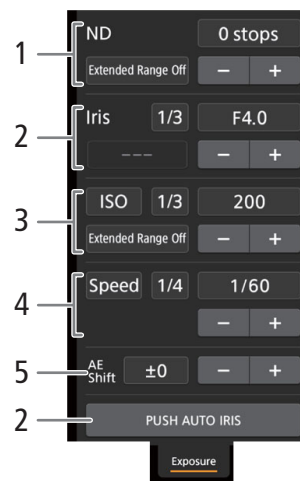 1 ND 0 stops
Extended Range Off − +
2 Iris 1/3 F4.0
--- − +
3 ISO 1/3 200
Extended Range Off − +
4 Speed 1/4 1/60
− +
5 AE Shift ±0 − +
2 PUSH AUTO IRIS
Exposure